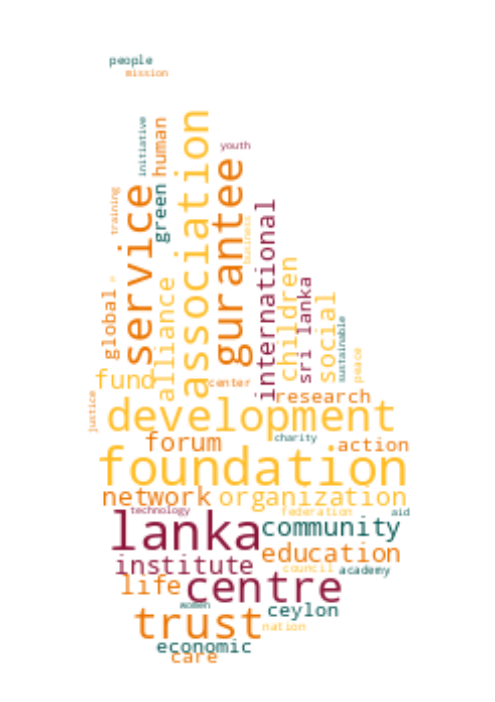 people
mission
association
initiative
human
youth
gurantee
service
green
training
international
business
children
alliance
sri lanka
global
social
sustainable
peace
fund
center
research
justice
development
charity
forum
action
foundation
network
organization
technology
federation
aid
lanka
community
education
institute
council
academy
life
centre
women
ceylon
trust
nation
economic
care